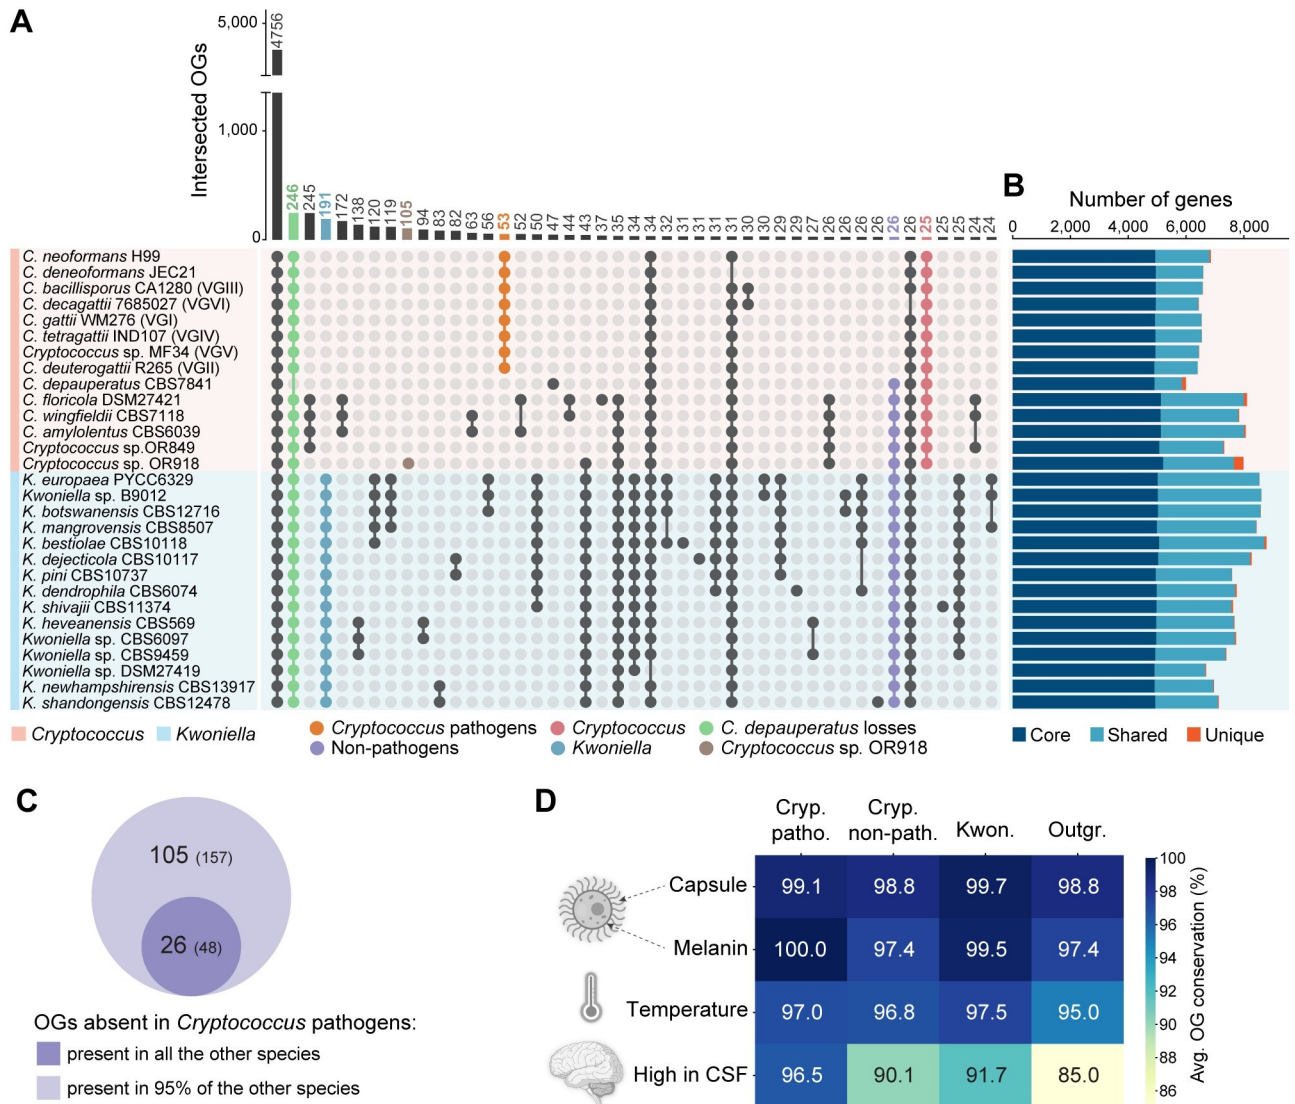 A
Intersected OGs
5,000
1,000
0
4756
246
245
191
172
138
120
119
105
94
83
82
63
56
53
52
50
47
44
43
37
35
34
34
32
31
31
31
31
30
30
29
29
27
26
26
26
26
26
26
25
25
25
24
24
C. neoformans H99
C. deneoformans JEC21
C. bacillisporus CA1280 (VGIII)
C. decagattii 7685027 (VGVI)
C. gattii WM276 (VGI)
C. tetragattii IND107 (VGIV)
Cryptococcus sp. MF34 (VGV)
C. deuterogattii R265 (VGII)
C. depauperatus CBS7841
C. floricola DSM27421
C. wingfieldii CBS7118
C. amylolentus CBS6039
Cryptococcus sp.OR849
Cryptococcus sp. OR918
K. europaea PYCC6329
Kwoniella sp. B9012
K. botswanensis CBS12716
K. mangrovensis CBS8507
K. bestiolae CBS10118
K. dejecticola CBS10117
K. pini CBS10737
K. dendrophila CBS6074
K. shivajii CBS11374
K. heveanensis CBS569
Kwoniella sp. CBS6097
Kwoniella sp. CBS9459
Kwoniella sp. DSM27419
K. newhampshirensis CBS13917
K. shandongensis CBS12478
Cryptococcus Kwoniella
Cryptococcus pathogens Cryptococcus C. depauperatus losses
Non-pathogens Kwoniella Cryptococcus sp. OR918
B
Number of genes
0 2,000 4,000 6,000 8,000
Core Shared Unique
C
105 (157)
26 (48)
OGs absent in Cryptococcus pathogens:
present in all the other species
present in 95% of the other species
D
Cryp. patho.
Cryp. non-path.
Kwon.
Outgr.
Capsule 99.1 98.8 99.7 98.8
Melanin 100.0 97.4 99.5 97.4
Temperature 97.0 96.8 97.5 95.0
High in CSF 96.5 90.1 91.7 85.0
100
98
96
94
92
90
88
86
Avg. OG conservation (%)